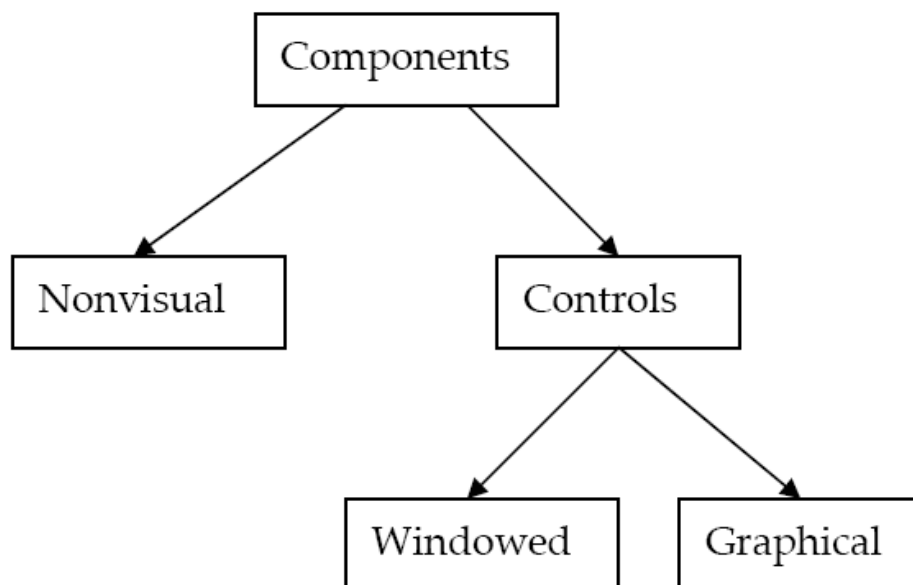 Components
Nonvisual
Controls
Windowed
Graphical